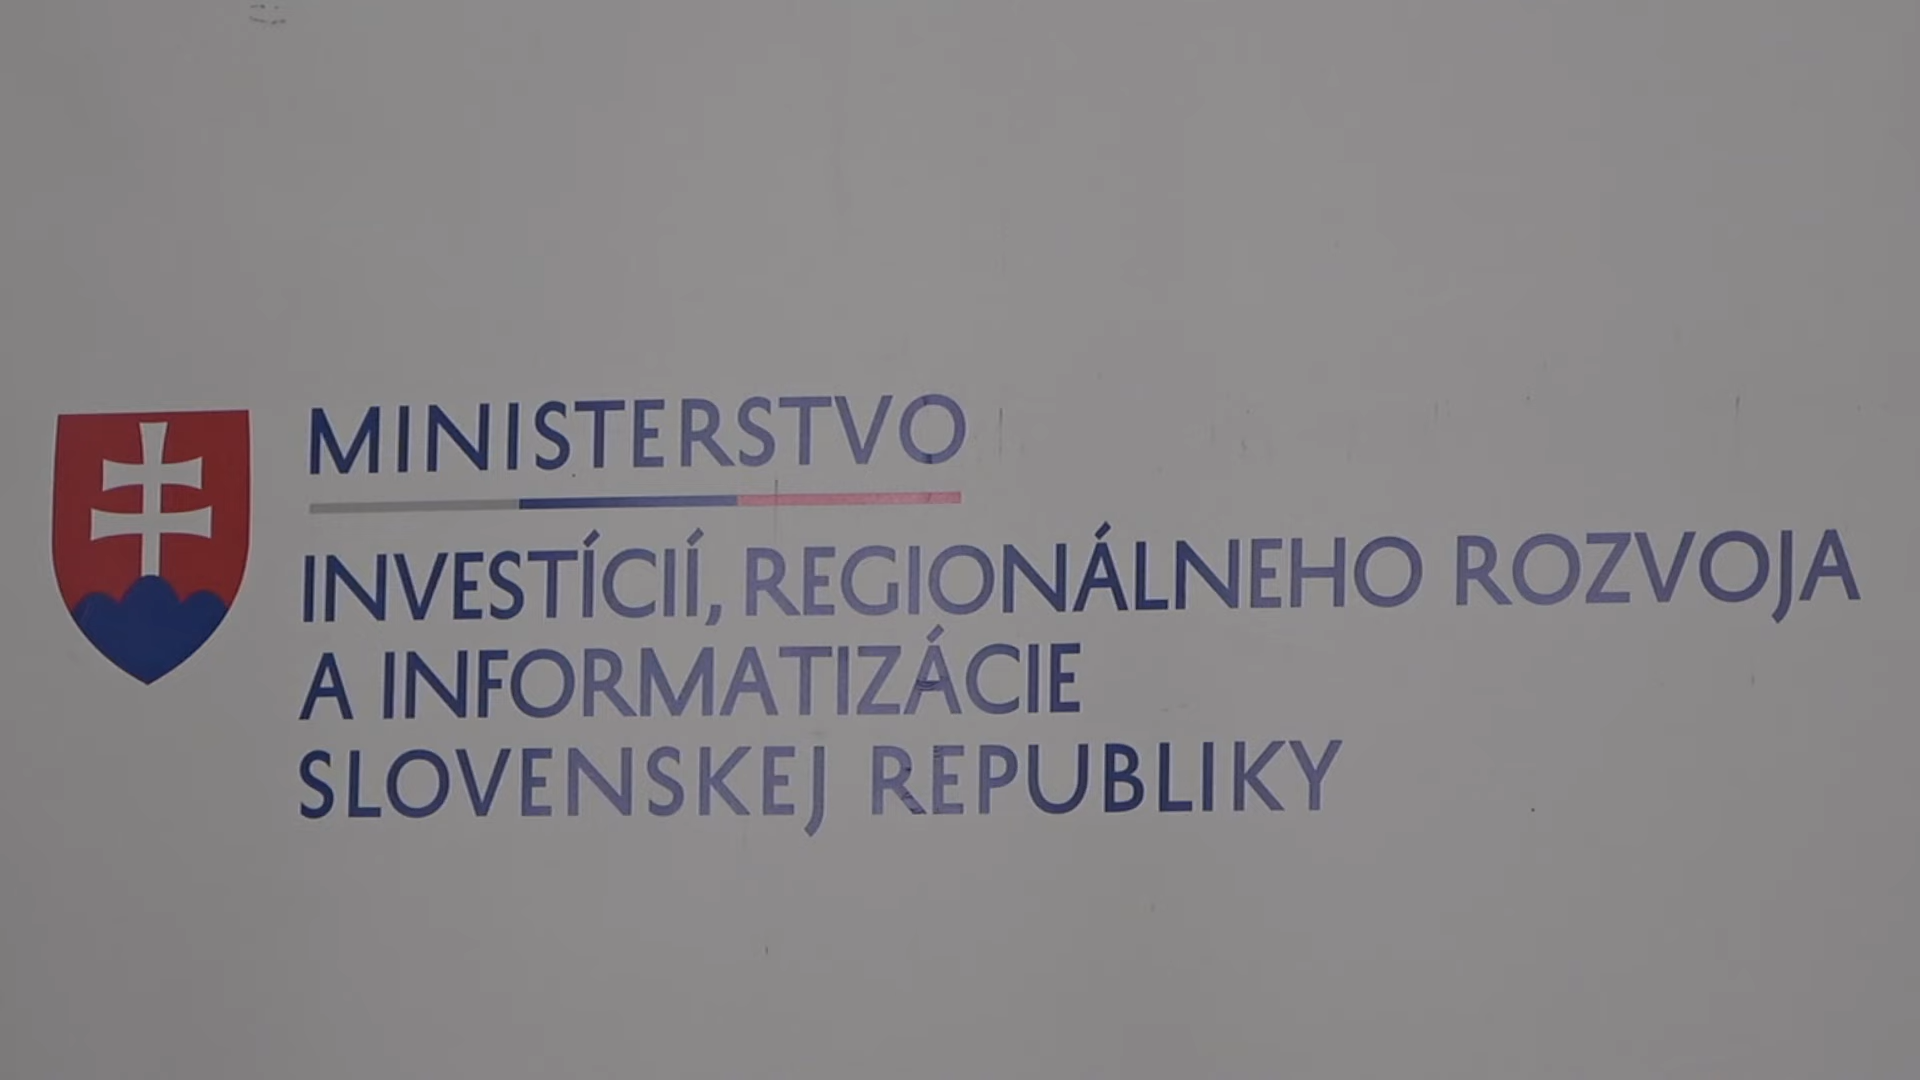 MINISTERSTVO
INVESTÍCIÍ, REGIONÁLNEHO ROZVOJA
A INFORMATIZÁCIE
SLOVENSKEJ REPUBLIKY